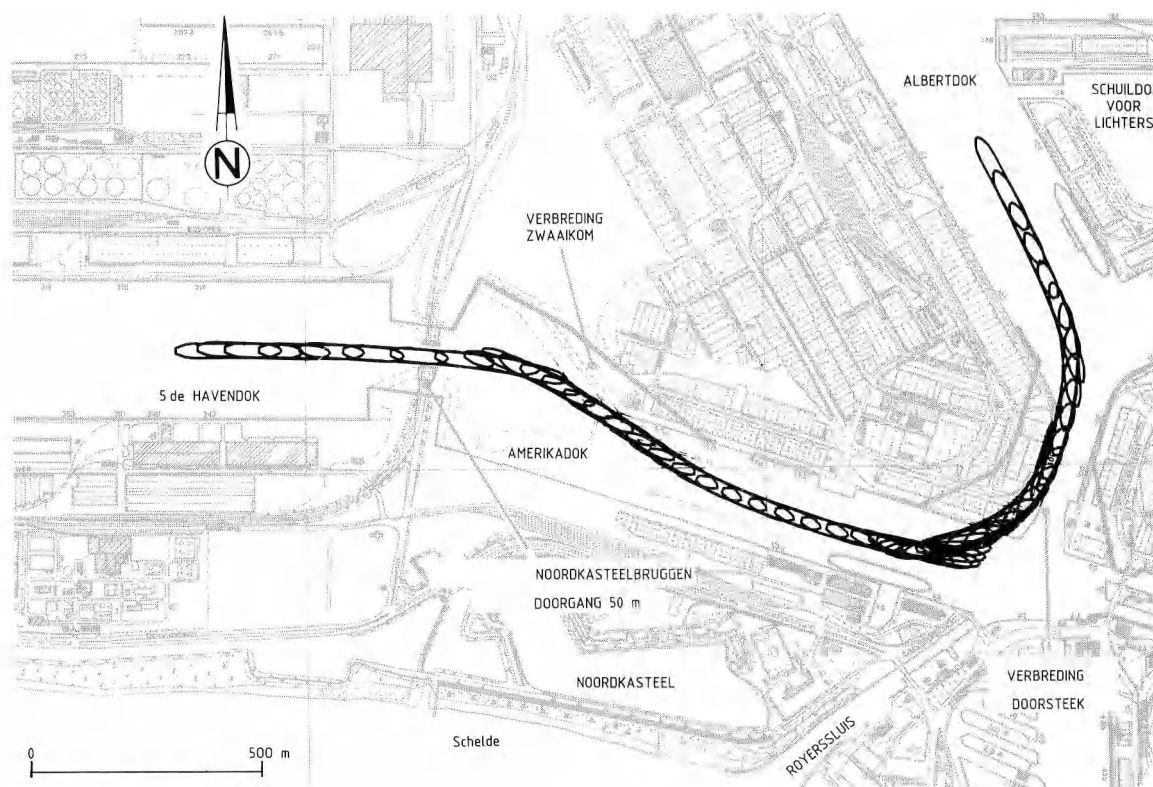 ALBERTDOK
VOOR
LICHTERS
N
VERBREDING
ZWAAIKOM
5 de HAVENDOK
AMERIKADOK
NOORDKASTEELBRUGGEN
DOORGANG 50 m
NOORDKASTEEL
VERBREDING
DOORSTEEK
ROYERSSLUIS
Schelde
0
500 m